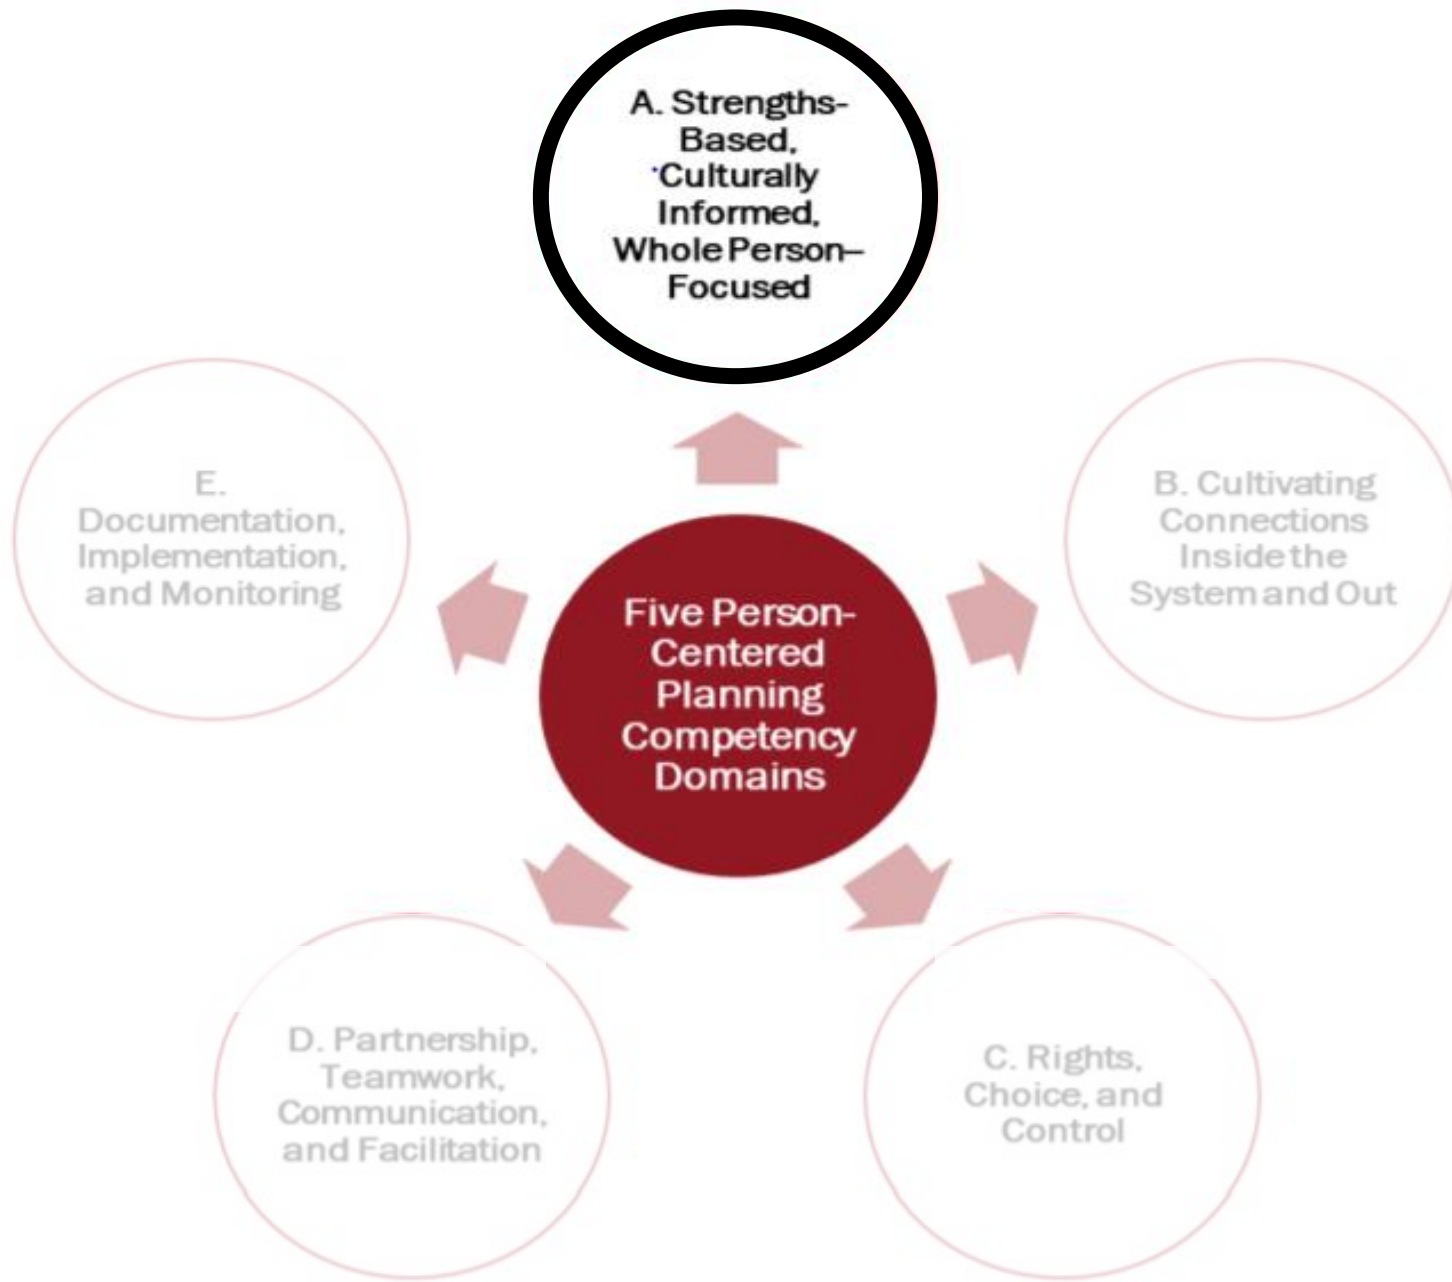 A. Strengths-
Based,
Culturally
Informed,
Whole Person–
Focused
E.
Documentation,
Implementation,
and Monitoring
B. Cultivating
Connections
Inside the
System and Out
Five Person-
Centered
Planning
Competency
Domains
D. Partnership,
Teamwork,
Communication,
and Facilitation
C. Rights,
Choice, and
Control